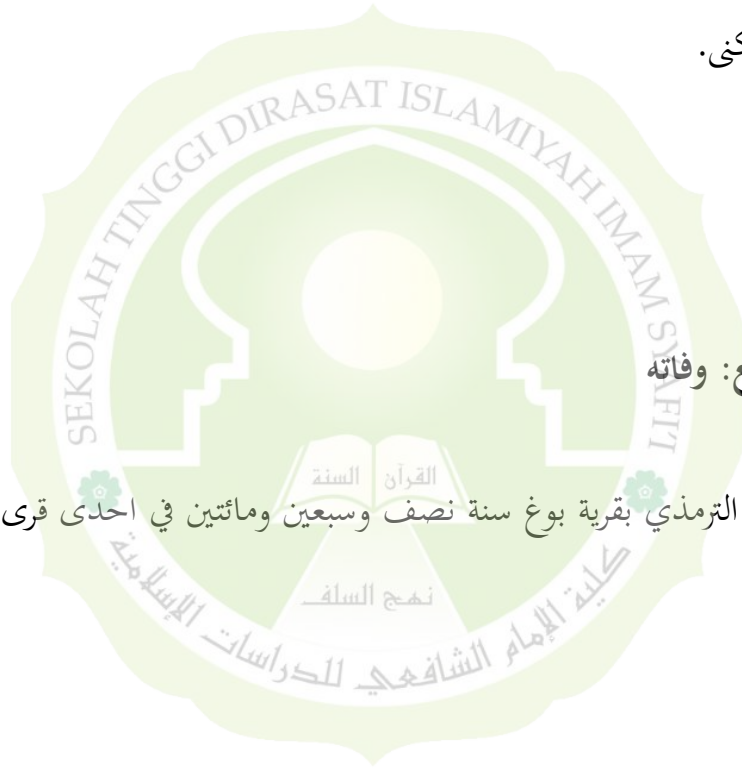 كنى.
SEKOLAH TINGGI DIRASAT ISLAMIYAH IMAM SYAFI'I
ع: وفاته
القرآن السنة
الترمذي بقرية بوغ سنة نصف وسبعين ومائتين في احدى قرى
نهج السلف
كلية الإمام الشافعي للدراسات الإسلامية